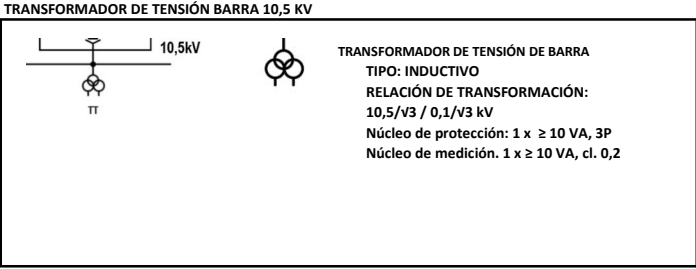 TRANSFORMADOR DE TENSIÓN BARRA 10,5 KV
10,5kV
TT
TRANSFORMADOR DE TENSIÓN DE BARRA
TIPO: INDUCTIVO
RELACIÓN DE TRANSFORMACIÓN:
10,5/√3 / 0,1/√3 kV
Núcleo de protección: 1 x ≥ 10 VA, 3P
Núcleo de medición. 1 x ≥ 10 VA, cl. 0,2